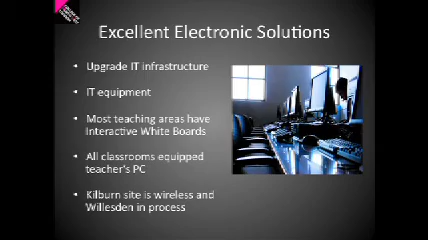 Excellent Electronic Solutions
• Upgrade IT infrastructure
• IT equipment
• Most teaching areas have
Interactive White Boards
• All classrooms equipped
teacher's PC
• Kilburn site is wireless and
Willesden in process